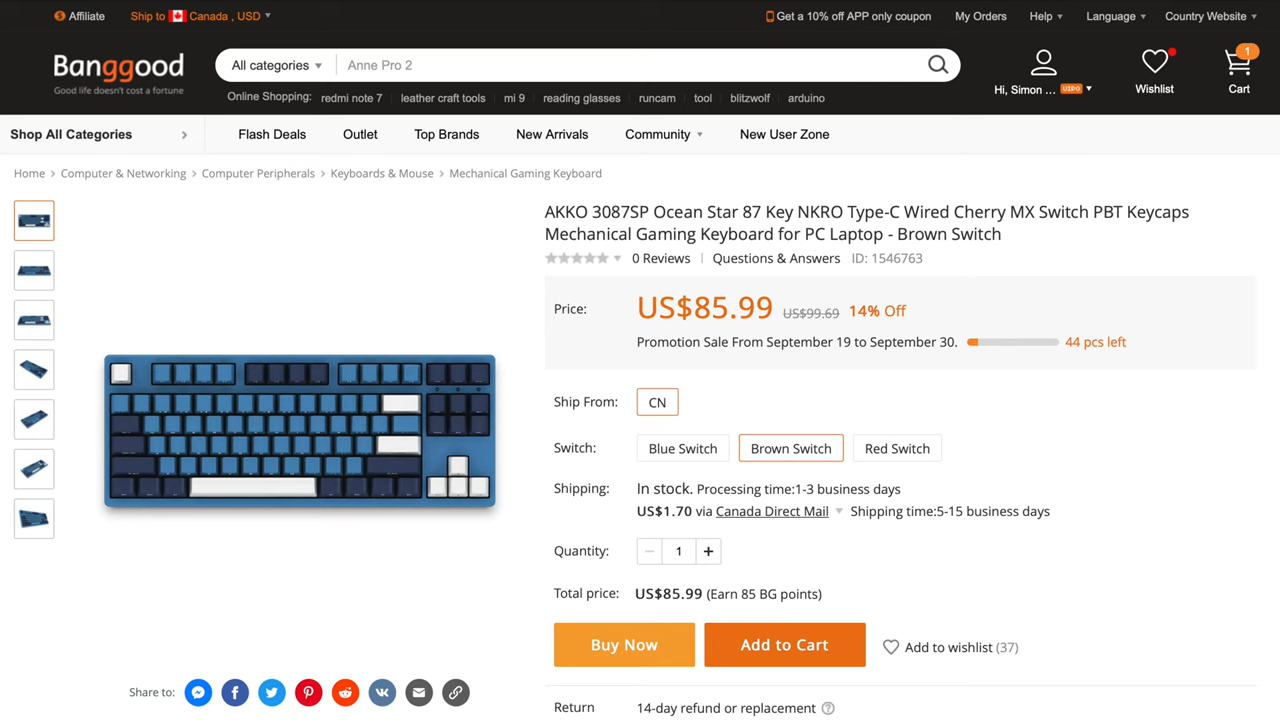 Affiliate
Ship to Canada , USD
Get a 10% off APP only coupon
My Orders
Help
Language
Country Website
Banggood
Good life doesn't cost a fortune
All categories
Anne Pro 2
Online Shopping:
redmi note 7
leather craft tools
mi 9
reading glasses
runcam
tool
blitzwolf
arduino
Hi, Simon ...
VIP0
Wishlist
1
Cart
Shop All Categories
Flash Deals
Outlet
Top Brands
New Arrivals
Community
New User Zone
Home > Computer & Networking > Computer Peripherals > Keyboards & Mouse > Mechanical Gaming Keyboard
AKKO 3087SP Ocean Star 87 Key NKRO Type-C Wired Cherry MX Switch PBT Keycaps
Mechanical Gaming Keyboard for PC Laptop - Brown Switch
0 Reviews | Questions & Answers ID: 1546763
Price:
US$85.99 US$99.69 14% Off
Promotion Sale From September 19 to September 30.
44 pcs left
Ship From:
CN
Switch:
Blue Switch
Brown Switch
Red Switch
Shipping:
In stock. Processing time:1-3 business days
US$1.70 via Canada Direct Mail
Shipping time:5-15 business days
Quantity:
− 1 +
Total price:
US$85.99 (Earn 85 BG points)
Buy Now
Add to Cart
Add to wishlist (37)
Share to:
Return
14-day refund or replacement ?